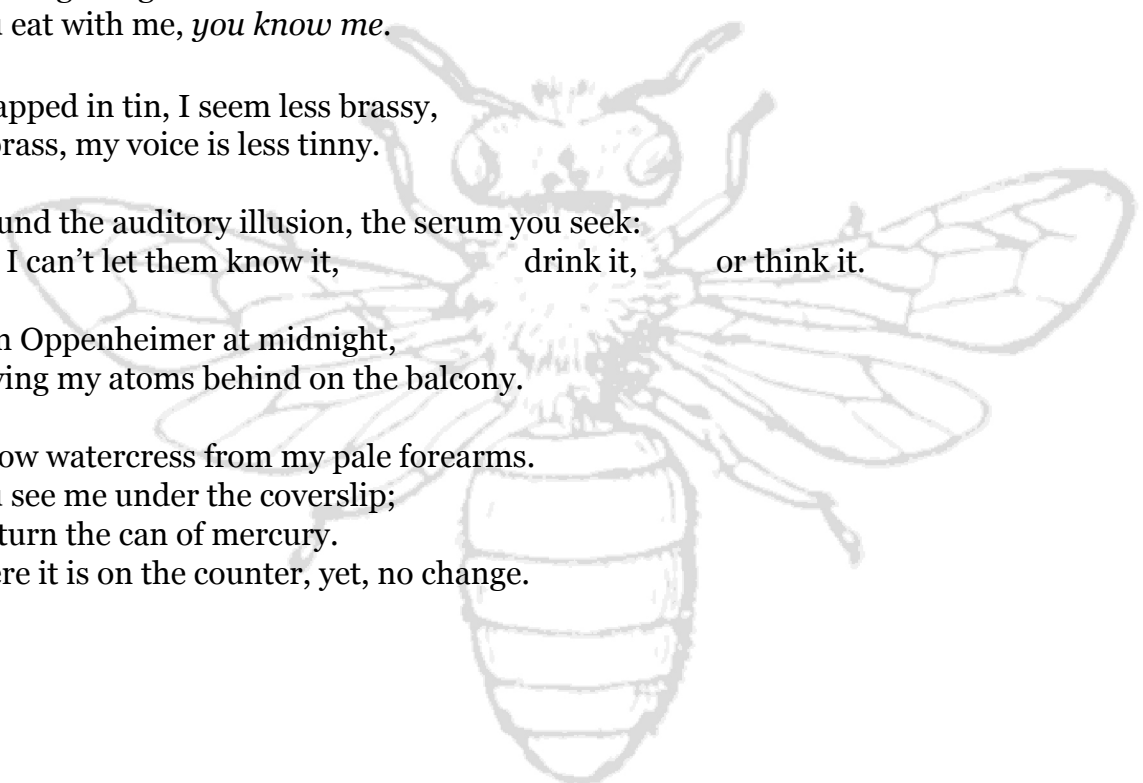 eat with me, you know me.
apped in tin, I seem less brassy,
brass, my voice is less tinny.
und the auditory illusion, the serum you seek:
I can’t let them know it, drink it, or think it.
Oppenheimer at midnight,
ving my atoms behind on the balcony.
ow watercress from my pale forearms.
see me under the coverslip;
turn the can of mercury.
ere it is on the counter, yet, no change.